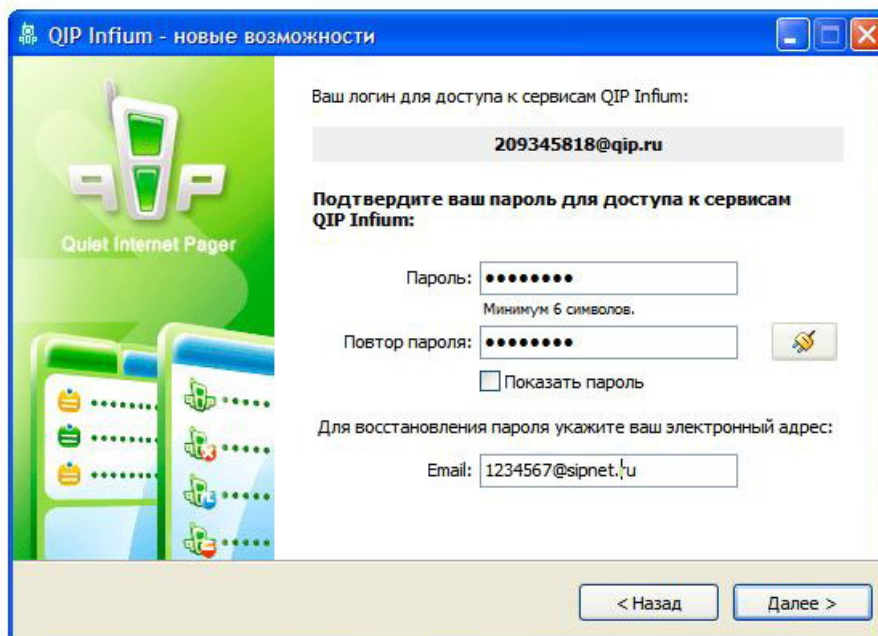 QIP Infium - новые возможности
Quiet Internet Pager
Ваш логин для доступа к сервисам QIP Infium:
209345818@qip.ru
Подтвердите ваш пароль для доступа к сервисам
QIP Infium:
Пароль: ●●●●●●●●
Минимум 6 символов.
Повтор пароля: ●●●●●●●●
Показать пароль
Для восстановления пароля укажите ваш электронный адрес:
Email: 1234567@sipnet.ru
< Назад
Далее >